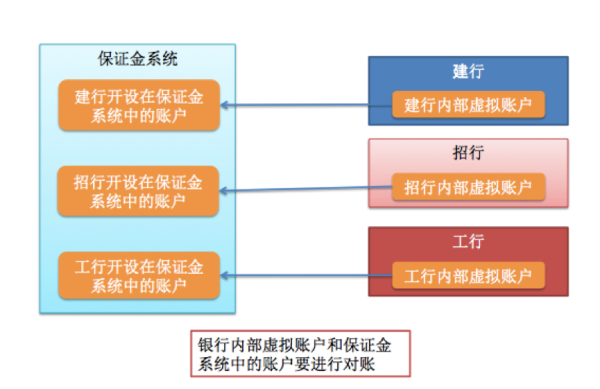 保证金系统
建行开设在保证金
系统中的账户
招行开设在保证金
系统中的账户
工行开设在保证金
系统中的账户
建行
建行内部虚拟账户
招行
招行内部虚拟账户
工行
工行内部虚拟账户
银行内部虚拟账户和保证金
系统中的账户要进行对账